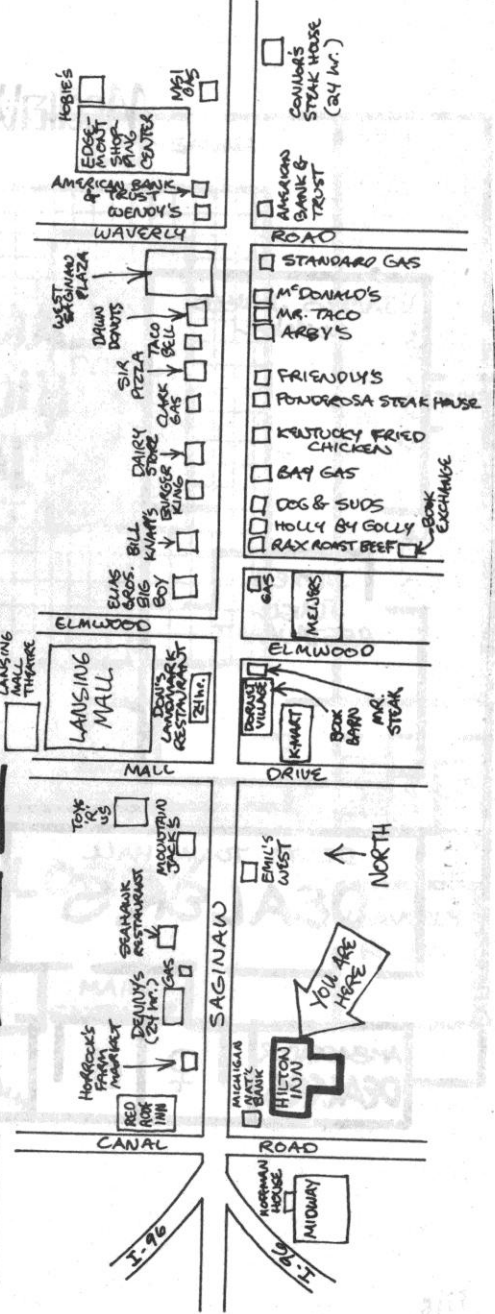 HOBIE'S
MSI
GAS
EDGE
MONT
SHOP
PING
CENTER
AMERICAN BANK
& TRUST
WENDY'S
CONNOR'S
STEAK HOUSE
(24 hr.)
AMERICAN
BANK &
TRUST
WAVERLY
ROAD
WEST
SAGINAW
PLAZA
DAWN
DONUTS
TACO
BELL
SIR
PIZZA
CLARK
GAS
DAIRY
STORE
BURGER
KING
BILL
KNAPP'S
ELIAS
BROS.
BIG
BOY
STANDARD GAS
McDONALD'S
MR. TACO
ARBY'S
FRIENDLY'S
PONDEROSA STEAK HOUSE
KENTUCKY FRIED
CHICKEN
BAY GAS
DOG & SUDS
HOLLY BY GOLLY
RAX ROAST BEEF
BOOK
EXCHANGE
GAS
MEIJERS
ELMWOOD
ELMWOOD
LANSING
MALL
THEATRE
LANSING
MALL
DON'S
LANDMARK
RESTAURANT
24 hr.
VILLAGE
K-MART
BOX BARN
MR.
STEAK
MALL
DRIVE
TOYS
'R'
US
MOUNTAIN
JACK'S
SEAHAWK
RESTAURANT
GAS
DENNY'S
(24 hr.)
HORROCK'S
FARM
MARKET
RED
ROOF
INN
SAGINAW
EMIL'S
WEST
NORTH
YOU ARE
HERE
HILTON
INN
MICHIGAN
NAT'L
BANK
CANAL
ROAD
I-96
I-96
HOFFMAN
HOUSE
MIDWAY